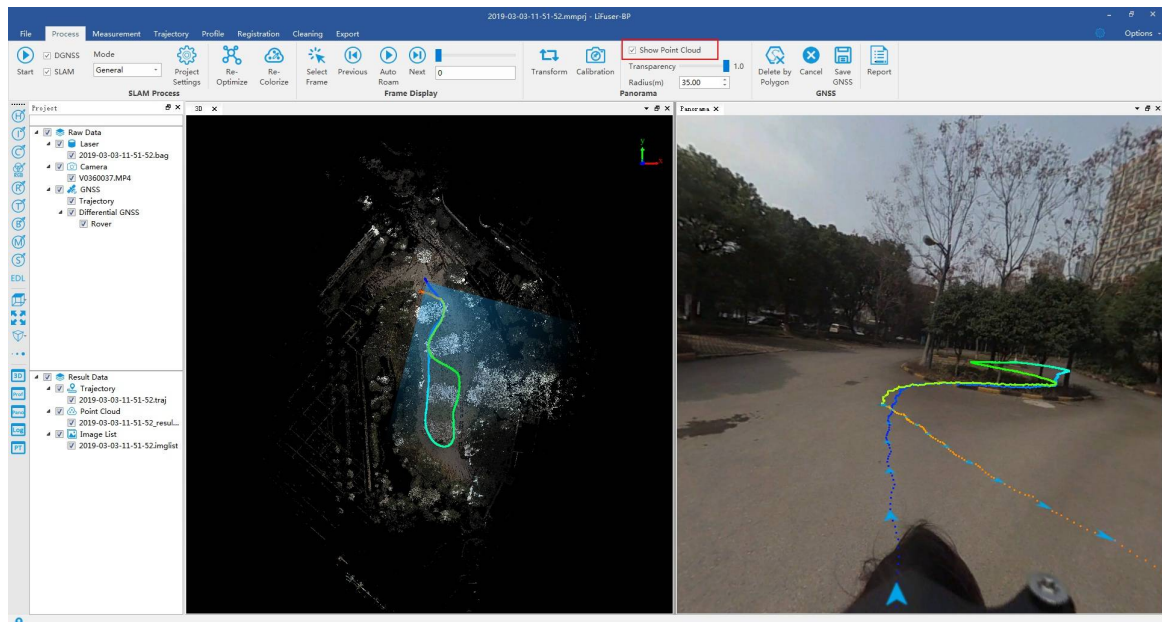 2019-03-03-11-51-52.mmprj - LiFuser-BP
File Process Measurement Trajectory Profile Registration Cleaning Export Options
Start
DGNSS
SLAM
Mode
General
Project Settings
SLAM Process
Re-Optimize
Re-Colorize
Select Frame
Previous
Auto Roam
Next
0
Frame Display
Transform
Calibration
Show Point Cloud
Transparency 1.0
Radius(m) 35.00
Panorama
Delete by Polygon
Cancel
Save GNSS
GNSS
Report
Project
3D
Panorama
Raw Data
Laser
2019-03-03-11-51-52.bag
Camera
V0360037.MP4
GNSS
Trajectory
Differential GNSS
Rover
Result Data
Trajectory
2019-03-03-11-51-52.traj
Point Cloud
2019-03-03-11-51-52_resul...
Image List
2019-03-03-11-51-52.imglist
H
I
C
R
T
B
M
S
EDL
3D
Prof
Log
PT
y